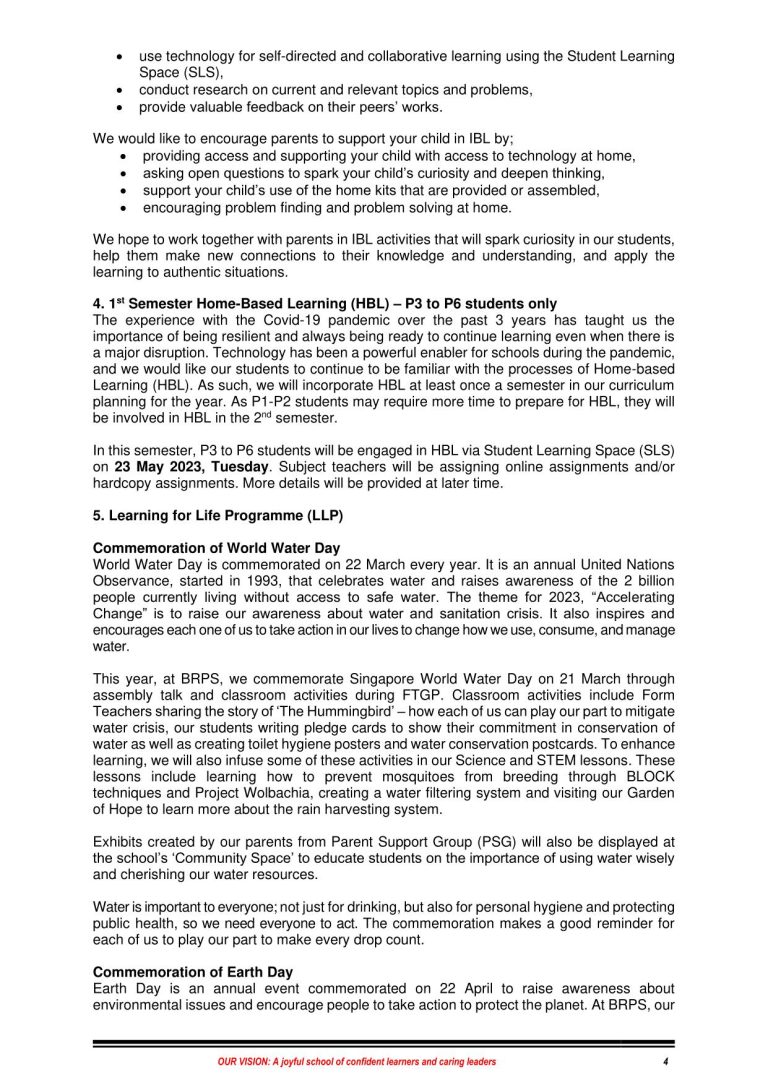 • use technology for self-directed and collaborative learning using the Student Learning
Space (SLS),
• conduct research on current and relevant topics and problems,
• provide valuable feedback on their peers’ works.
We would like to encourage parents to support your child in IBL by;
• providing access and supporting your child with access to technology at home,
• asking open questions to spark your child’s curiosity and deepen thinking,
• support your child’s use of the home kits that are provided or assembled,
• encouraging problem finding and problem solving at home.
We hope to work together with parents in IBL activities that will spark curiosity in our students,
help them make new connections to their knowledge and understanding, and apply the
learning to authentic situations.
4. 1st Semester Home-Based Learning (HBL) – P3 to P6 students only
The experience with the Covid-19 pandemic over the past 3 years has taught us the
importance of being resilient and always being ready to continue learning even when there is
a major disruption. Technology has been a powerful enabler for schools during the pandemic,
and we would like our students to continue to be familiar with the processes of Home-based
Learning (HBL). As such, we will incorporate HBL at least once a semester in our curriculum
planning for the year. As P1-P2 students may require more time to prepare for HBL, they will
be involved in HBL in the 2nd semester.
In this semester, P3 to P6 students will be engaged in HBL via Student Learning Space (SLS)
on 23 May 2023, Tuesday. Subject teachers will be assigning online assignments and/or
hardcopy assignments. More details will be provided at later time.
5. Learning for Life Programme (LLP)
Commemoration of World Water Day
World Water Day is commemorated on 22 March every year. It is an annual United Nations
Observance, started in 1993, that celebrates water and raises awareness of the 2 billion
people currently living without access to safe water. The theme for 2023, “Accelerating
Change” is to raise our awareness about water and sanitation crisis. It also inspires and
encourages each one of us to take action in our lives to change how we use, consume, and manage
water.
This year, at BRPS, we commemorate Singapore World Water Day on 21 March through
assembly talk and classroom activities during FTGP. Classroom activities include Form
Teachers sharing the story of ‘The Hummingbird’ – how each of us can play our part to mitigate
water crisis, our students writing pledge cards to show their commitment in conservation of
water as well as creating toilet hygiene posters and water conservation postcards. To enhance
learning, we will also infuse some of these activities in our Science and STEM lessons. These
lessons include learning how to prevent mosquitoes from breeding through BLOCK
techniques and Project Wolbachia, creating a water filtering system and visiting our Garden
of Hope to learn more about the rain harvesting system.
Exhibits created by our parents from Parent Support Group (PSG) will also be displayed at
the school’s ‘Community Space’ to educate students on the importance of using water wisely
and cherishing our water resources.
Water is important to everyone; not just for drinking, but also for personal hygiene and protecting
public health, so we need everyone to act. The commemoration makes a good reminder for
each of us to play our part to make every drop count.
Commemoration of Earth Day
Earth Day is an annual event commemorated on 22 April to raise awareness about
environmental issues and encourage people to take action to protect the planet. At BRPS, our
OUR VISION: A joyful school of confident learners and caring leaders 4